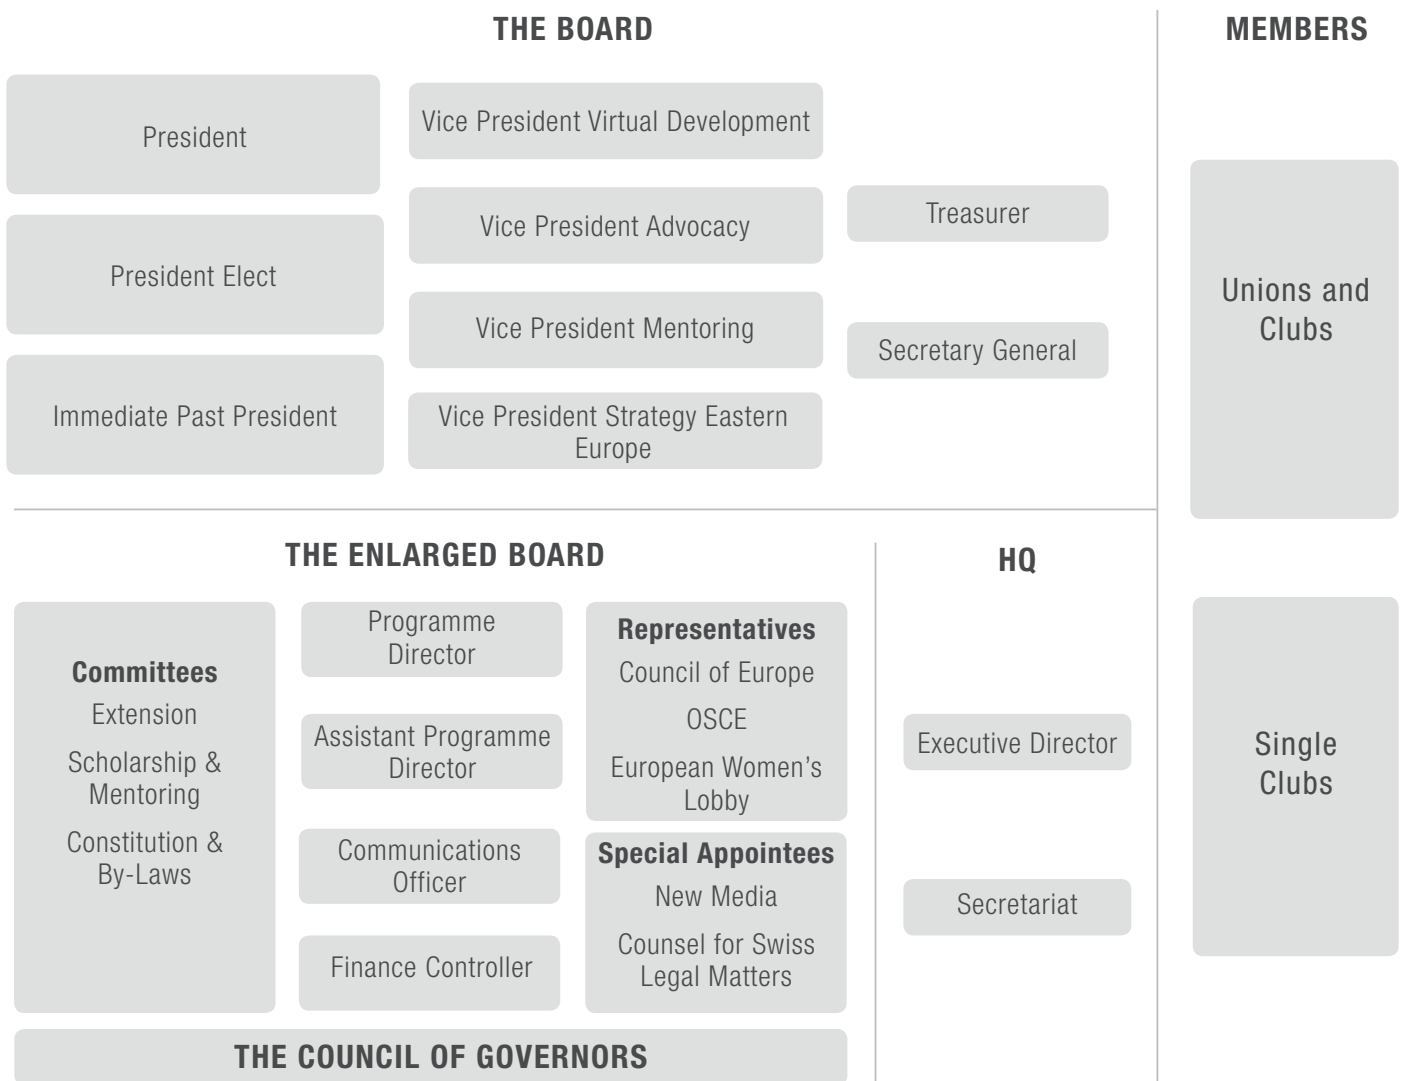 THE BOARD
President
President Elect
Immediate Past President
Vice President Virtual Development
Vice President Advocacy
Vice President Mentoring
Vice President Strategy Eastern
Europe
Treasurer
Secretary General
MEMBERS
Unions and
Clubs
Single
Clubs
THE ENLARGED BOARD
Committees
Extension
Scholarship &
Mentoring
Constitution &
By-Laws
Programme
Director
Assistant Programme
Director
Communications
Officer
Finance Controller
Representatives
Council of Europe
OSCE
European Women's
Lobby
Special Appointees
New Media
Counsel for Swiss
Legal Matters
THE COUNCIL OF GOVERNORS
HQ
Executive Director
Secretariat